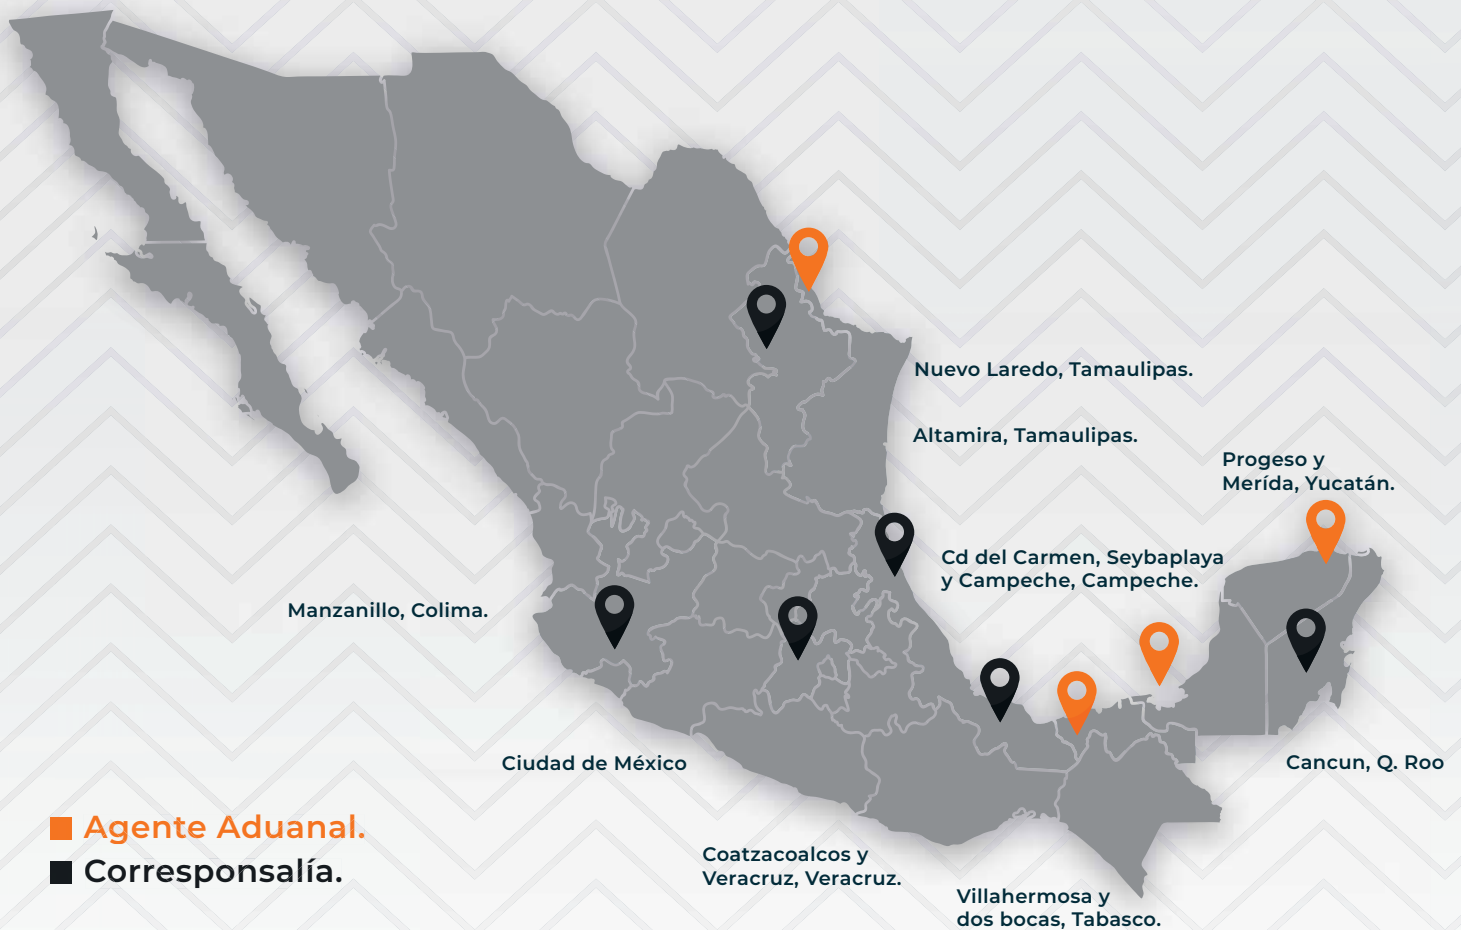 Nuevo Laredo, Tamaulipas.
Altamira, Tamaulipas.
Progeso y
Merída, Yucatán.
Cd del Carmen, Seybaplaya
y Campeche, Campeche.
Manzanillo, Colima.
Ciudad de México
Cancun, Q. Roo
Agente Aduanal.
Corresponsalía.
Coatzacoalcos y
Veracruz, Veracruz.
Villahermosa y
dos bocas, Tabasco.